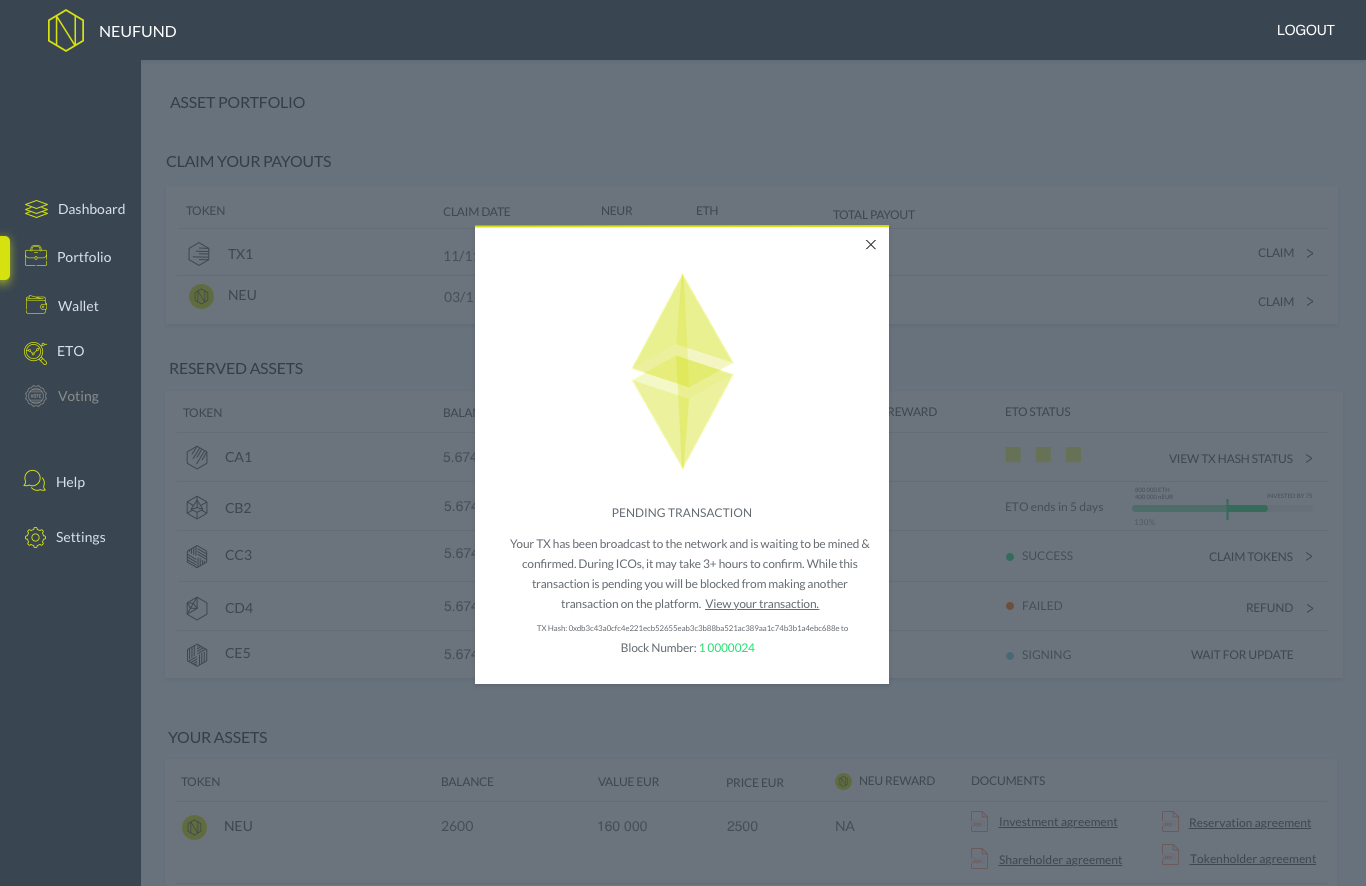 NEUFUND
LOGOUT
ASSET PORTFOLIO
CLAIM YOUR PAYOUTS
Dashboard
Portfolio
Wallet
ETO
Voting
Help
Settings
TOKEN CLAIM DATE NEUR ETH TOTAL PAYOUT
TX1 11/1 CLAIM >
NEU 03/1 CLAIM >
RESERVED ASSETS
TOKEN BALAN REWARD ETO STATUS
CA1 5.674 VIEW TX HASH STATUS >
CB2 5.674 ETO ends in 5 days INVESTED BY 75 130%
CC3 5.674 SUCCESS CLAIM TOKENS >
CD4 5.674 FAILED REFUND >
CE5 5.674 SIGNING WAIT FOR UPDATE
PENDING TRANSACTION
Your TX has been broadcast to the network and is waiting to be mined &
confirmed. During ICOs, it may take 3+ hours to confirm. While this
transaction is pending you will be blocked from making another
transaction on the platform. View your transaction.
TX Hash: 0xdb3c43a0cfc4e221ecb52655eab3c3b88ba521ac389aa1c74b3b1a4ebc688e to
Block Number: 1 0000024
YOUR ASSETS
TOKEN BALANCE VALUE EUR PRICE EUR NEU REWARD DOCUMENTS
NEU 2600 160 000 2500 NA Investment agreement Reservation agreement
Shareholder agreement Tokenholder agreement